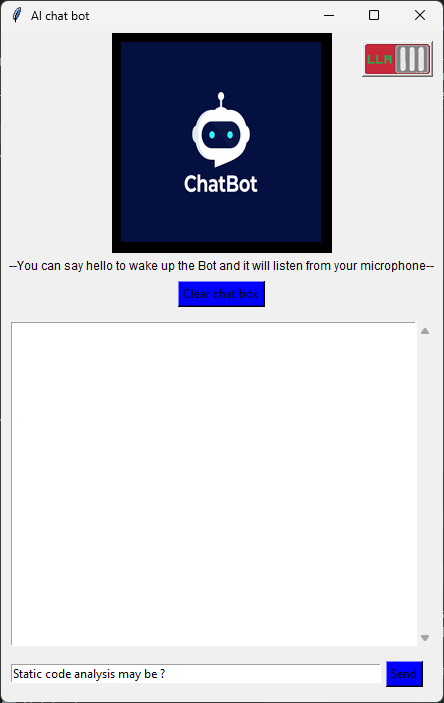 AI chat bot
LLM
ChatBot
--You can say hello to wake up the Bot and it will listen from your microphone--
Clear chat box
Static code analysis may be ?
Send